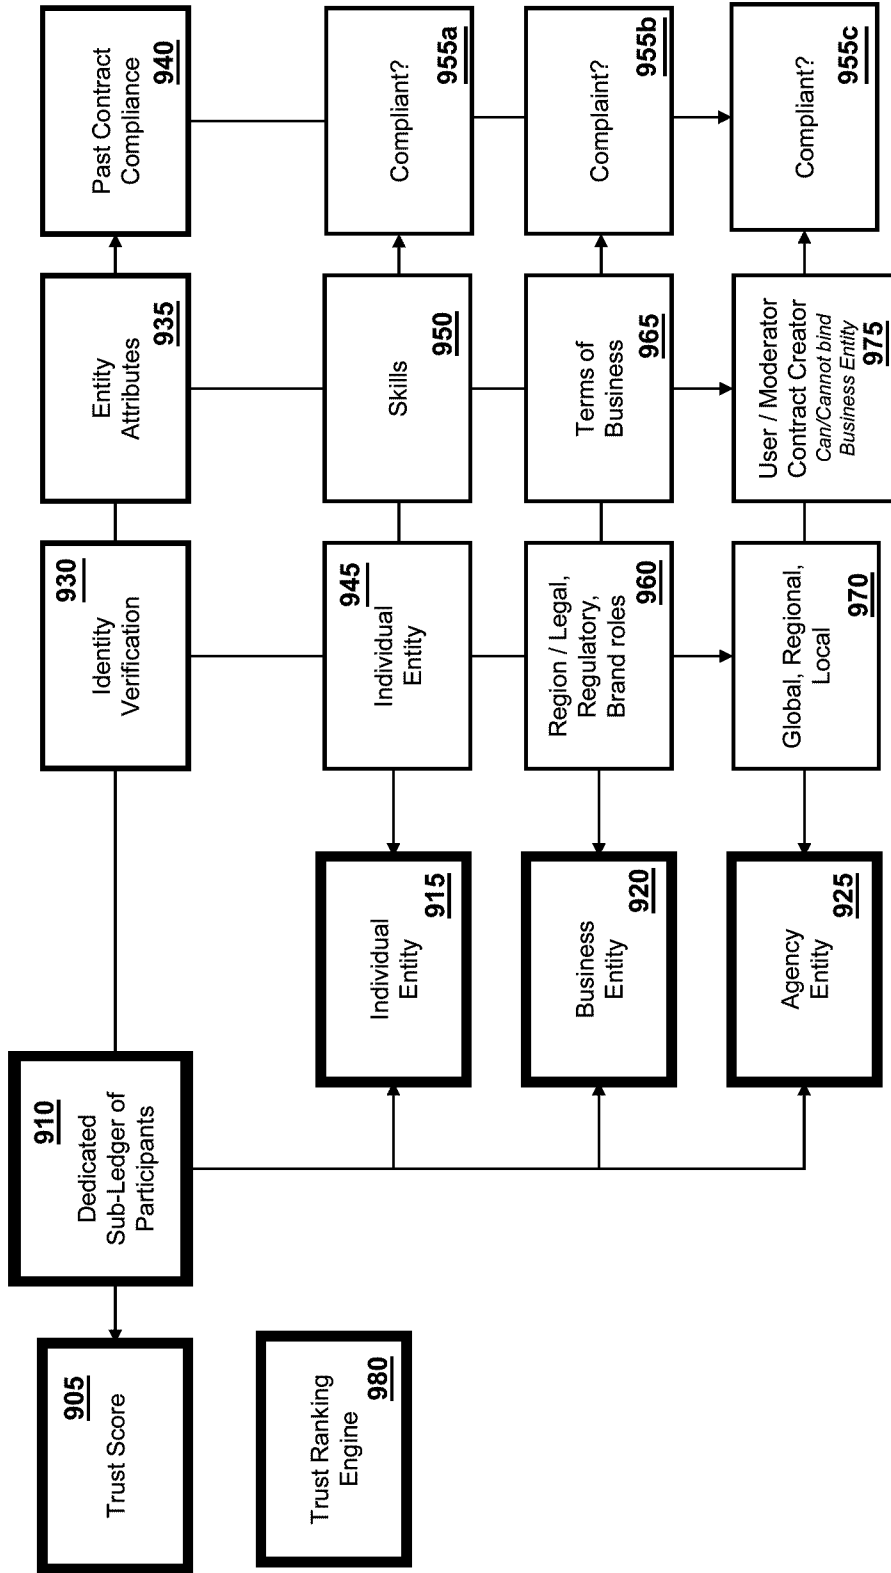 905
Trust Score
910
Dedicated
Sub-Ledger of
Participants
930
Identity
Verification
Entity
Attributes
935
Past Contract
Compliance
940
Trust Ranking
Engine
980
Individual
Entity
915
945
Individual
Entity
Skills
950
Compliant?
955a
Business
Entity
920
Region / Legal,
Regulatory,
Brand roles
960
Terms of
Business
965
Complaint?
955b
Agency
Entity
925
Global, Regional,
Local
970
User / Moderator
Contract Creator
Can/Cannot bind
Business Entity
975
Compliant?
955c